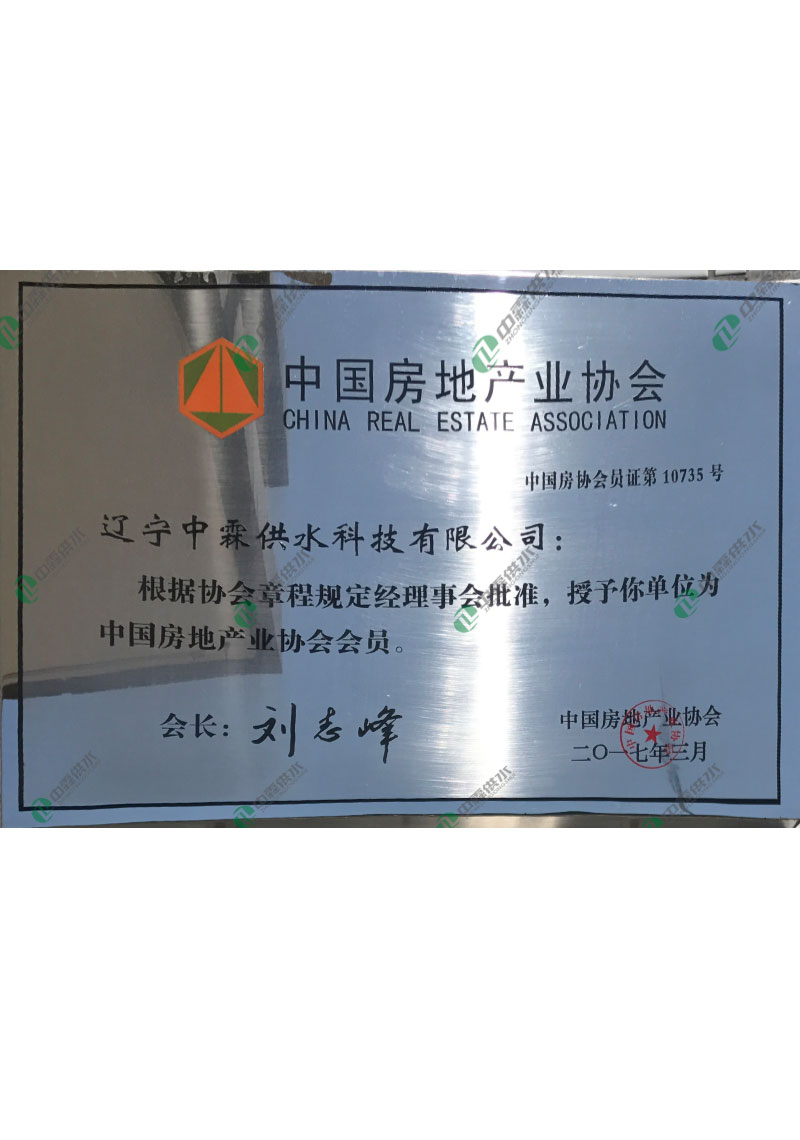 中国房地产业协会
CHINA REAL ESTATE ASSOCIATION
中国房协会员证第 10735 号
辽宁中霖供水科技有限公司：
根据协会章程规定经理事会批准，授予你单位为
中国房地产业协会会员。
会长：刘志峰
中国房地产业协会
二〇一七年三月
中霖供水